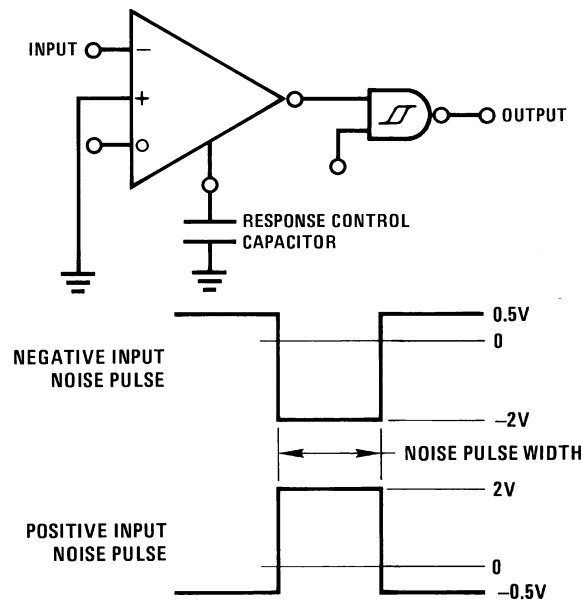 INPUT
−
+
OUTPUT
RESPONSE CONTROL
CAPACITOR
0.5V
0
NEGATIVE INPUT
NOISE PULSE
−2V
NOISE PULSE WIDTH
2V
POSITIVE INPUT
NOISE PULSE
0
−0.5V